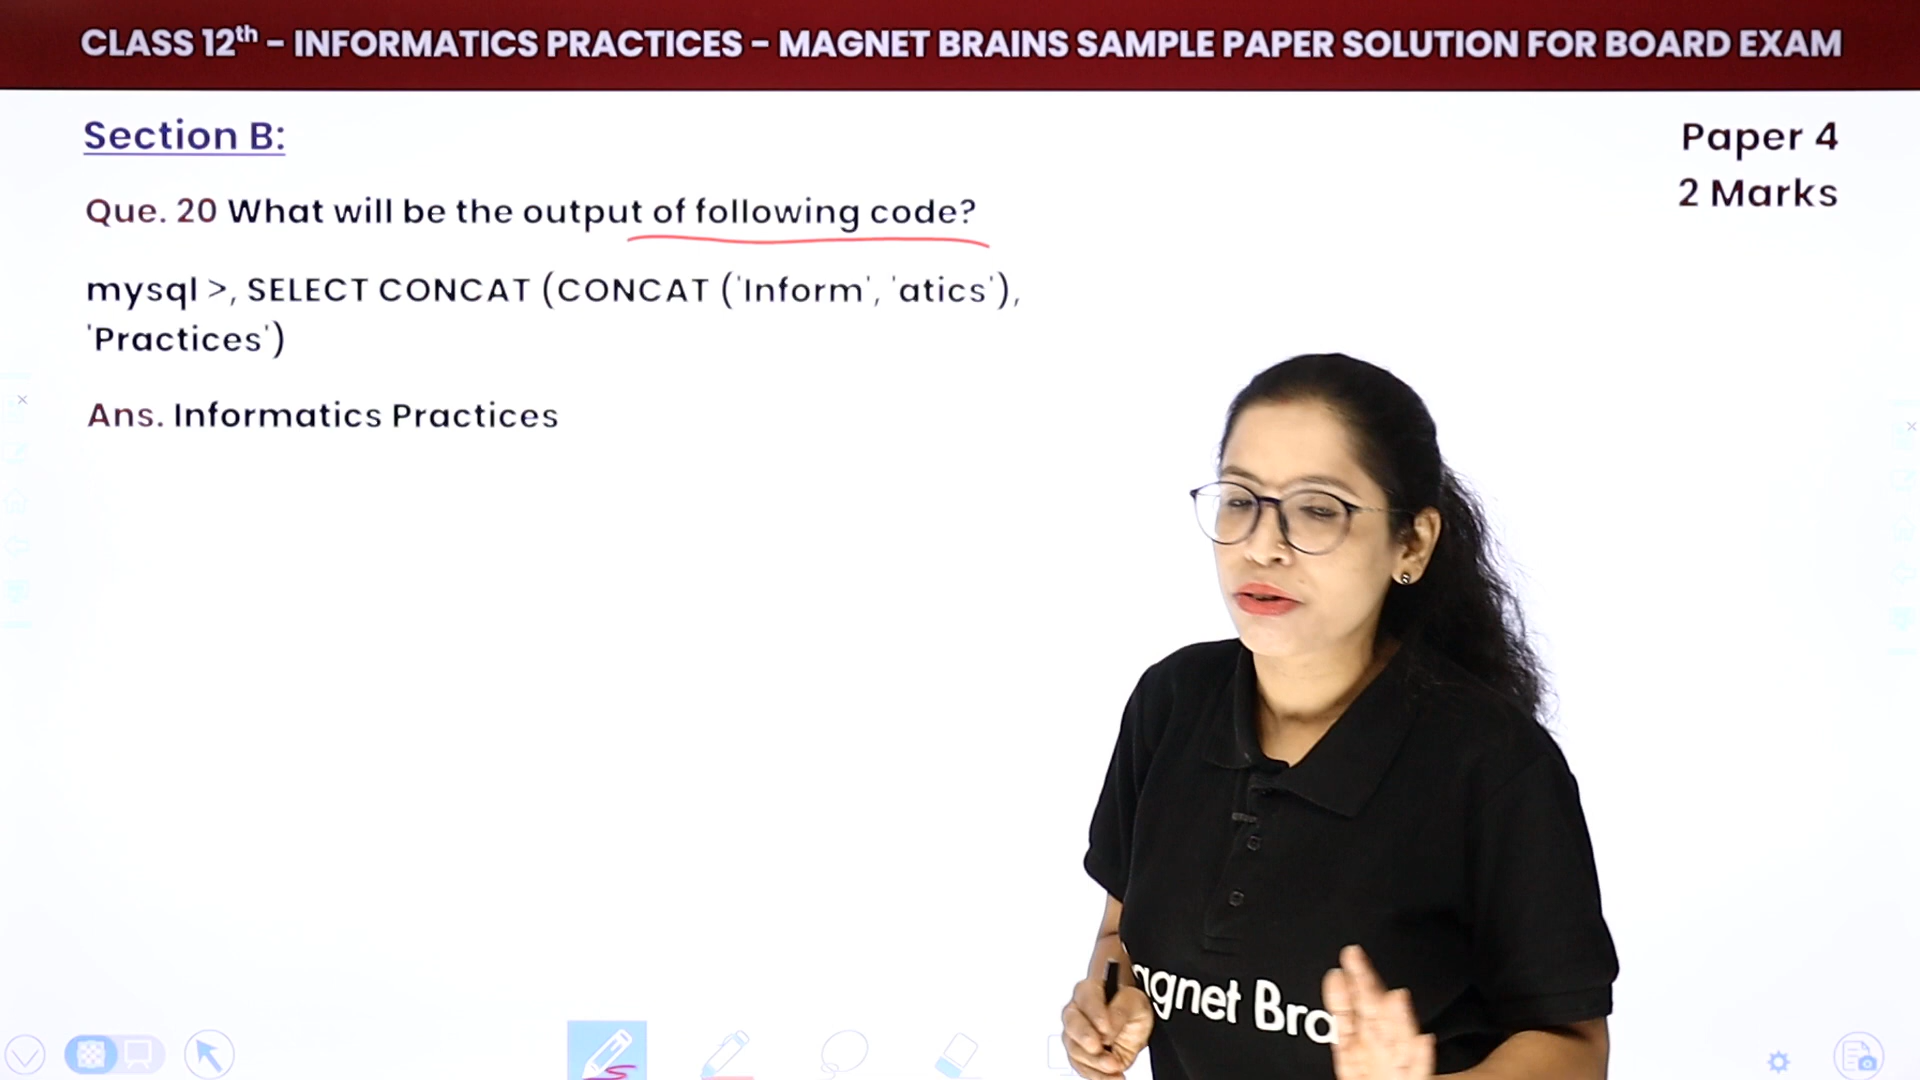 CLASS 12th – INFORMATICS PRACTICES – MAGNET BRAINS SAMPLE PAPER SOLUTION FOR BOARD EXAM
Section B:
Paper 4
2 Marks
Que. 20 What will be the output of following code?
mysql >, SELECT CONCAT (CONCAT ('Inform', 'atics'),
'Practices')
Ans. Informatics Practices
agnet Bra